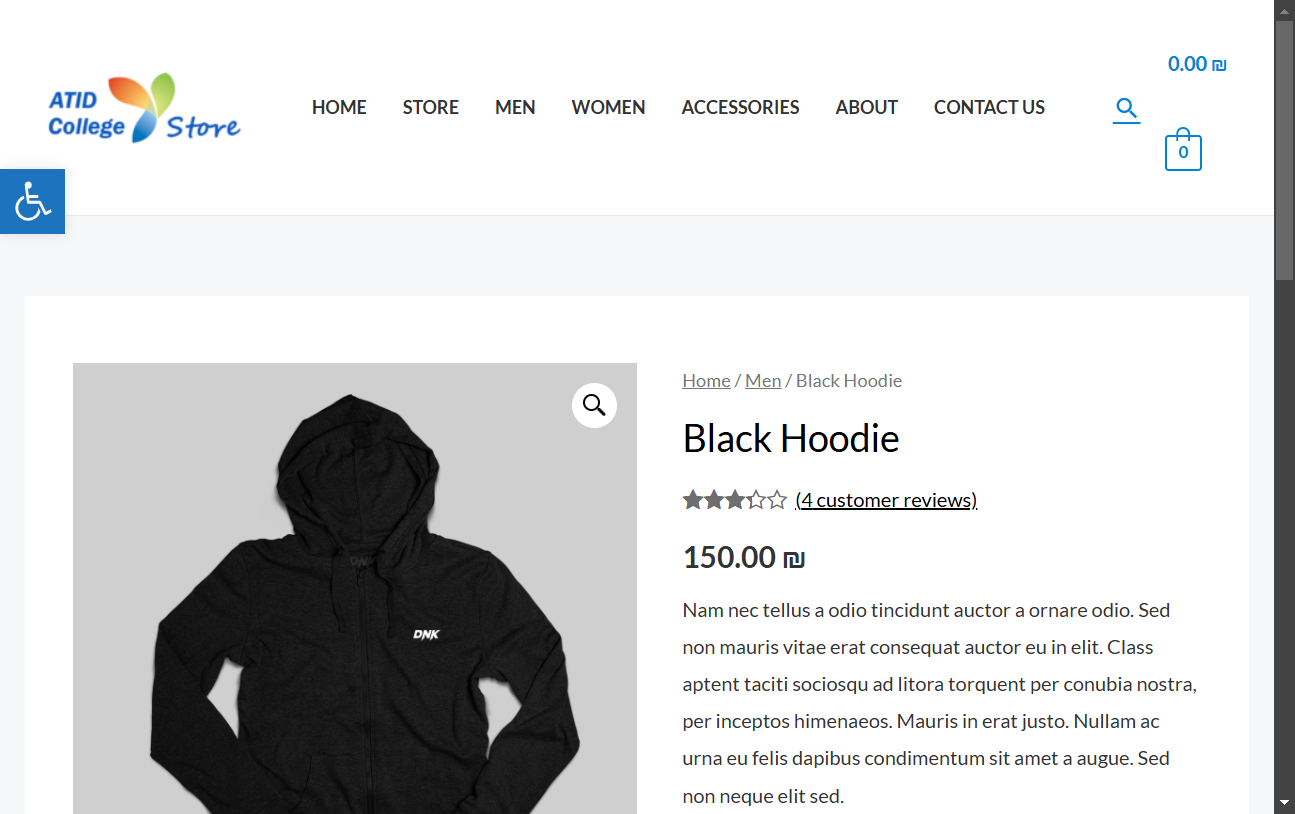 0.00 ₪
ATID
College Store
HOME STORE MEN WOMEN ACCESSORIES ABOUT CONTACT US
0
Home / Men / Black Hoodie
Black Hoodie
(4 customer reviews)
150.00 ₪
DNK
DNK
Nam nec tellus a odio tincidunt auctor a ornare odio. Sed
non mauris vitae erat consequat auctor eu in elit. Class
aptent taciti sociosqu ad litora torquent per conubia nostra,
per inceptos himenaeos. Mauris in erat justo. Nullam ac
urna eu felis dapibus condimentum sit amet a augue. Sed
non neque elit sed.